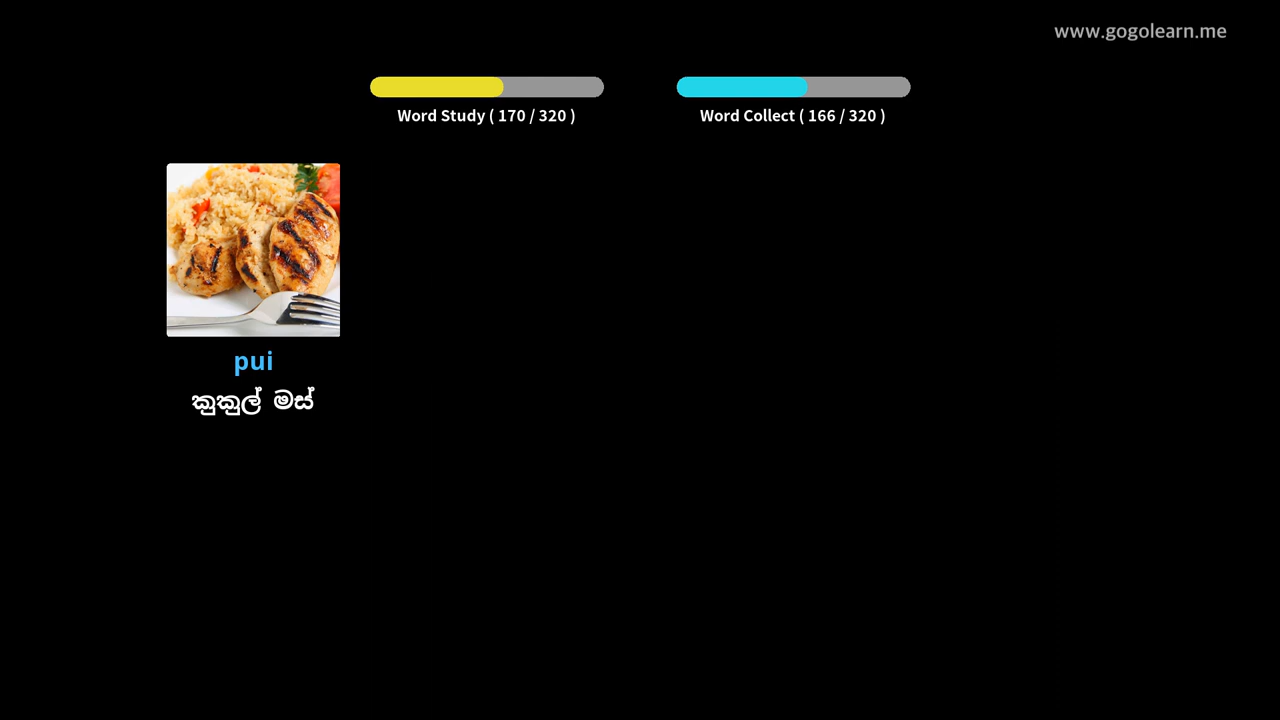 www.gogolearn.me
Word Study ( 170 / 320 )
Word Collect ( 166 / 320 )
pui
කුකුල් මස්